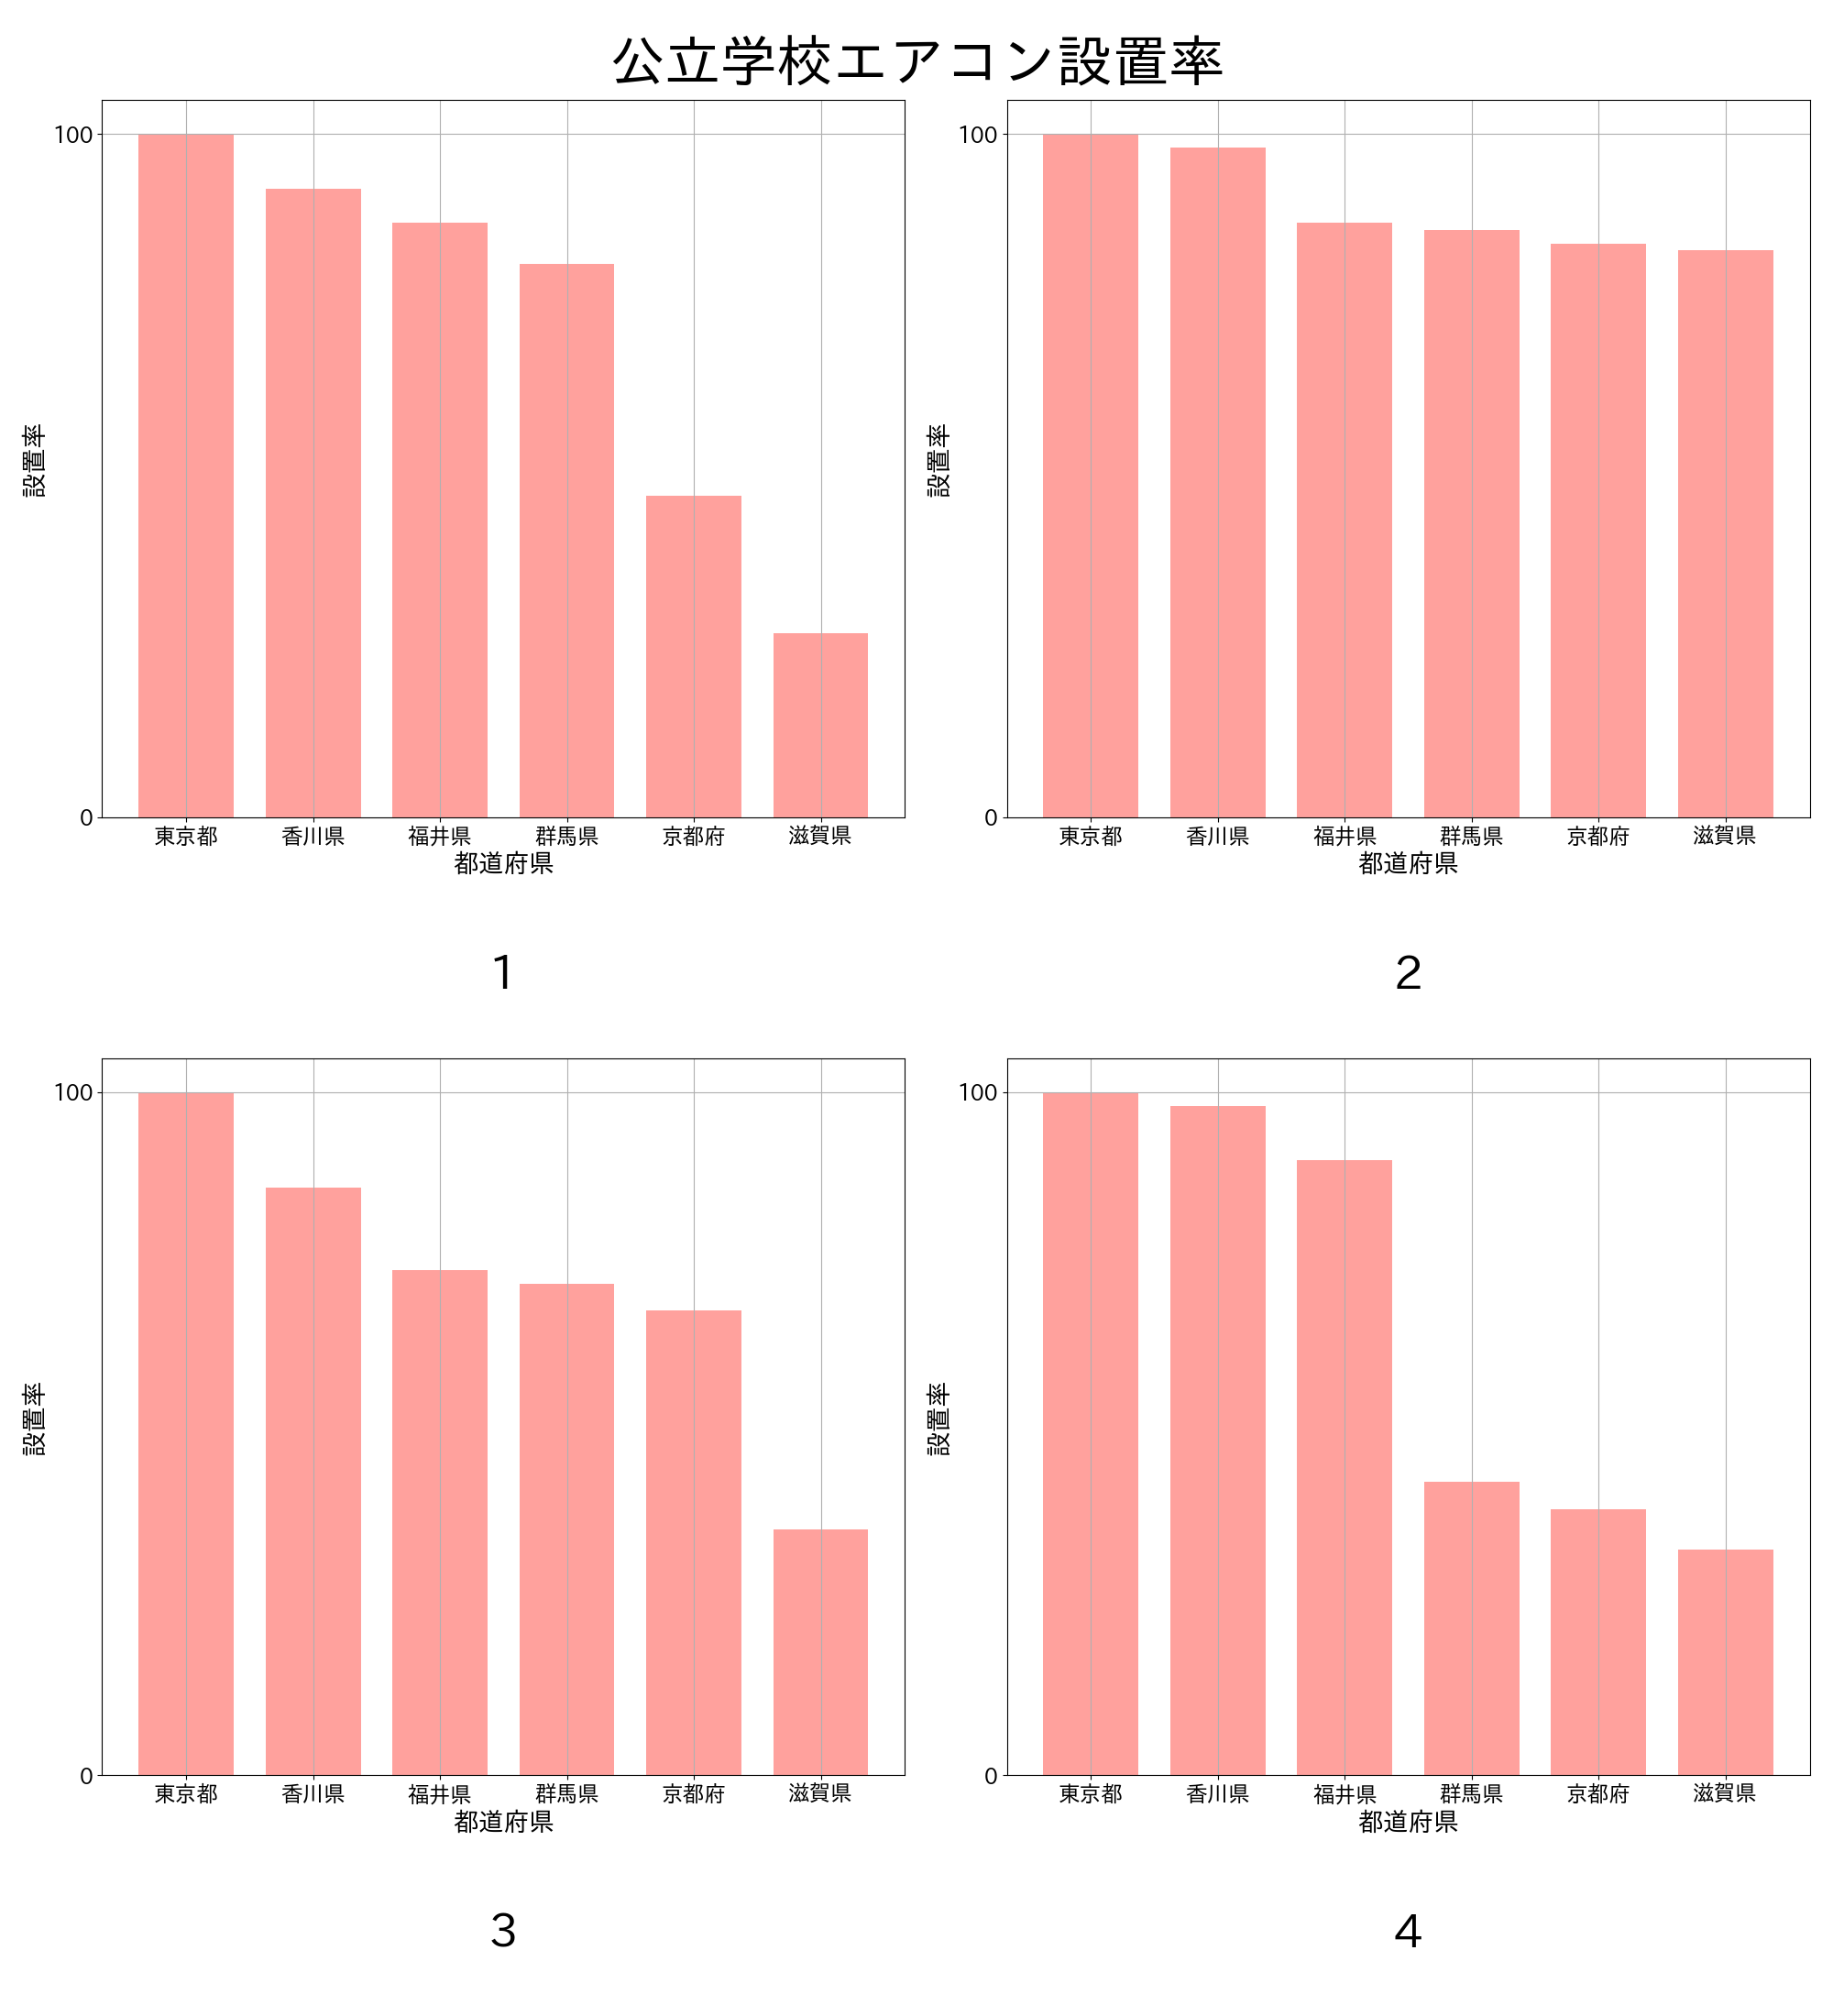 公立学校エアコン設置率
100
設置率
0
東京都 香川県 福井県 群馬県 京都府 滋賀県
都道府県
1
100
設置率
0
東京都 香川県 福井県 群馬県 京都府 滋賀県
都道府県
2
100
設置率
0
東京都 香川県 福井県 群馬県 京都府 滋賀県
都道府県
3
100
設置率
0
東京都 香川県 福井県 群馬県 京都府 滋賀県
都道府県
4